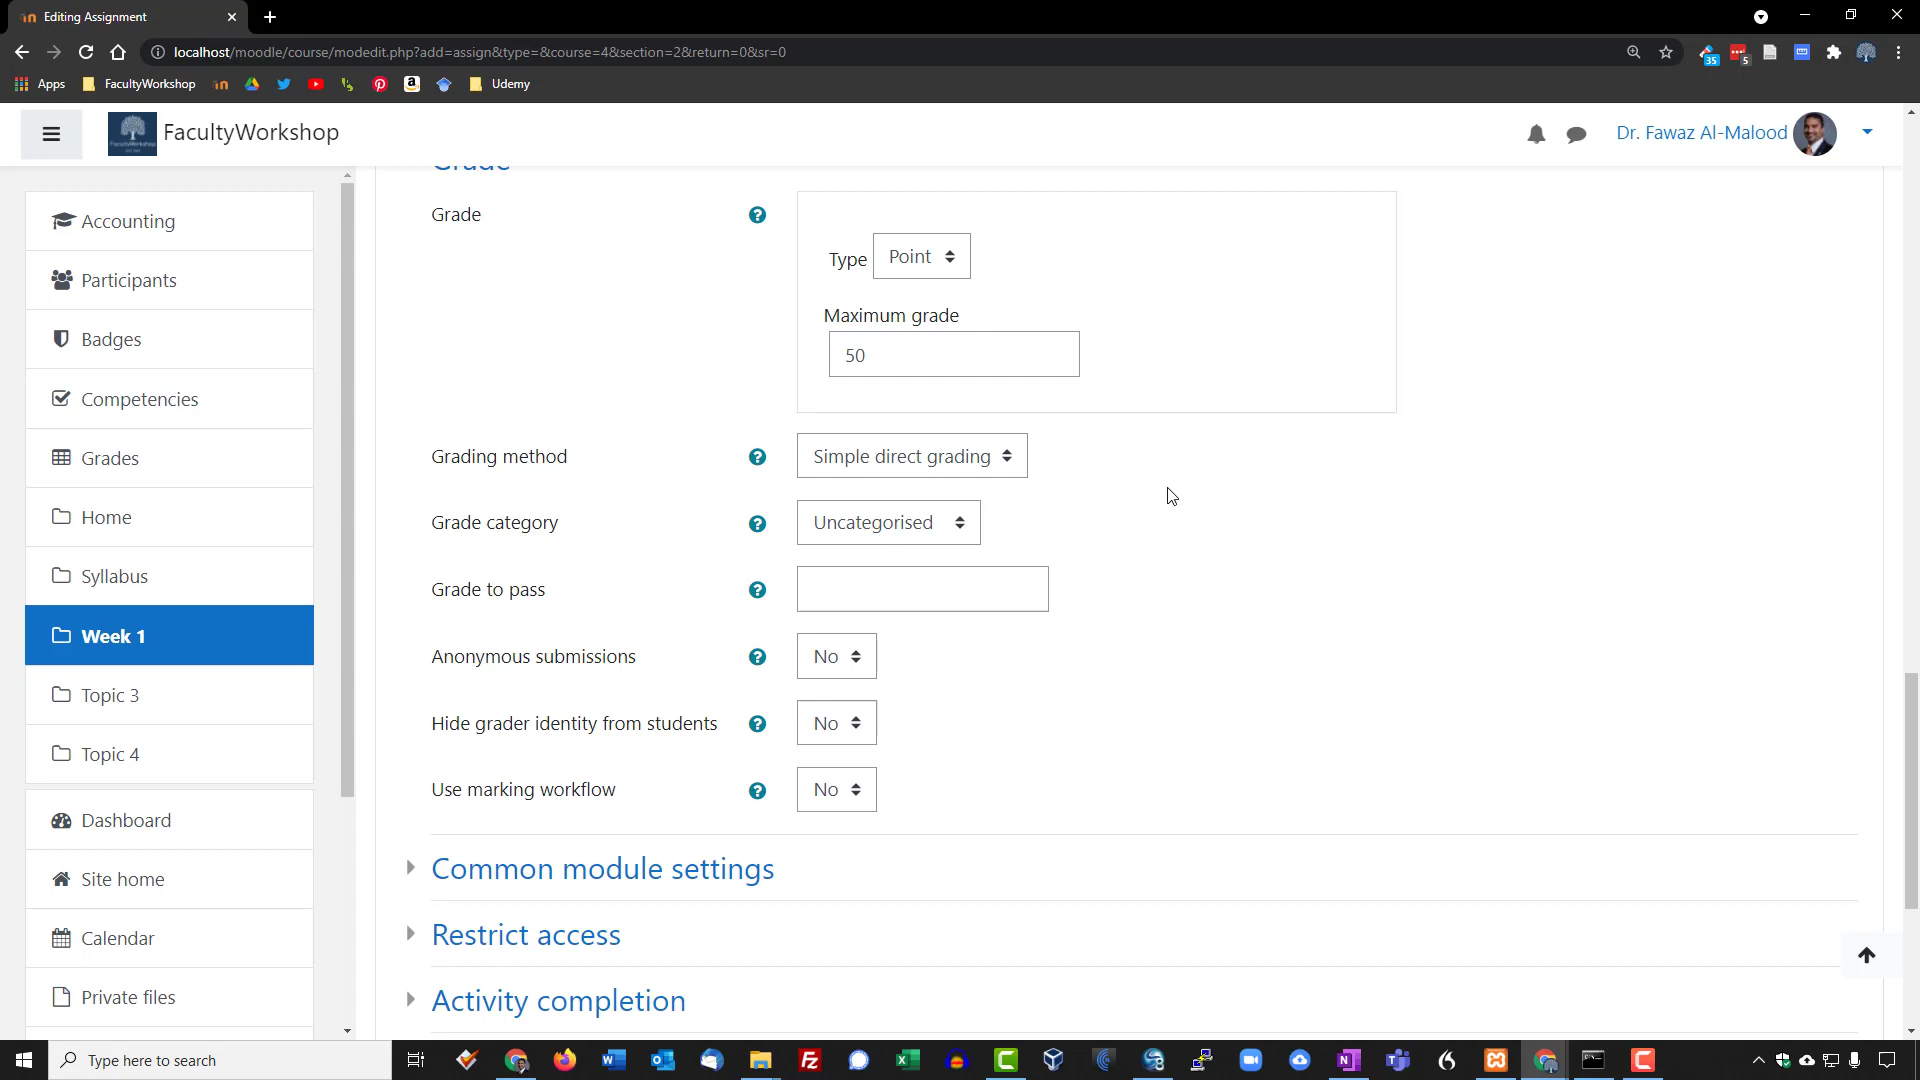 Editing Assignment
localhost/moodle/course/modedit.php?add=assign&type=&course=4&section=2&return=0&sr=0
35
5
Apps
FacultyWorkshop
Udemy
FacultyWorkshop
Dr. Fawaz Al-Malood
Grade
Accounting
Participants
Badges
Competencies
Grades
Home
Syllabus
Week 1
Topic 3
Topic 4
Dashboard
Site home
Calendar
Private files
Grade
Type Point
Maximum grade
50
Grading method
Simple direct grading
Grade category
Uncategorised
Grade to pass
Anonymous submissions
No
Hide grader identity from students
No
Use marking workflow
No
Common module settings
Restrict access
Activity completion
Type here to search